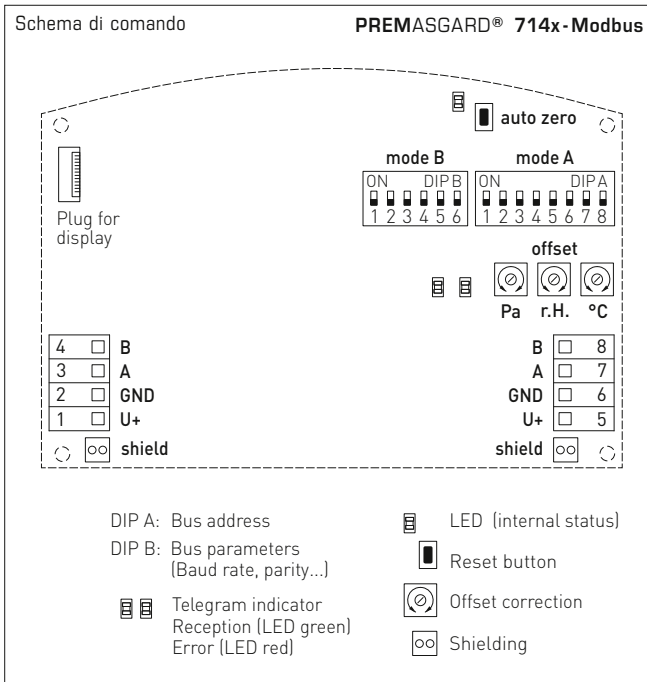 Schema di comando
PREMASGARD® 714x-Modbus
auto zero
mode B
mode A
ON DIP B
ON DIP A
1 2 3 4 5 6
1 2 3 4 5 6 7 8
Plug for
display
offset
Pa r.H. °C
4 B
3 A
2 GND
1 U+
shield
B 8
A 7
GND 6
U+ 5
shield
DIP A: Bus address
DIP B: Bus parameters
(Baud rate, parity...)
Telegram indicator
Reception (LED green)
Error (LED red)
LED (internal status)
Reset button
Offset correction
Shielding